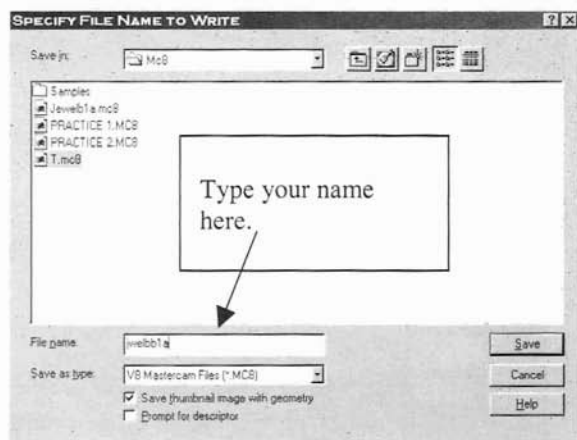 SPECIFY FILE NAME TO WRITE
Save in: Mc8
Samples
Jewelb1a.mc8
PRACTICE 1.MC8
PRACTICE 2.MC8
T.mc8
Type your name
here.
File name: jwelbb1a Save
Save as type: V8 Mastercam Files (*.MC8) Cancel
Save thumbnail image with geometry
Prompt for descriptor Help